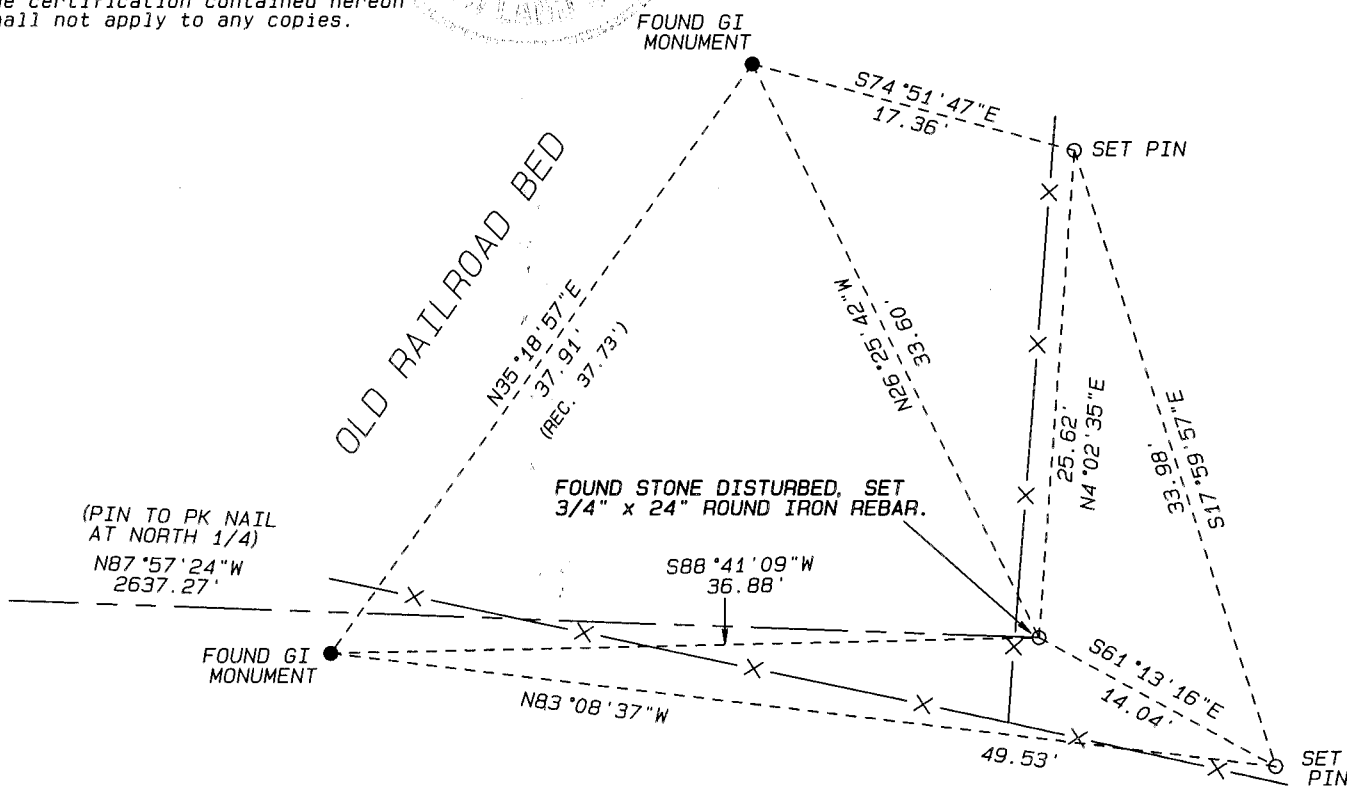 certification contained hereon
hall not apply to any copies.
LAND
FOUND GI
MONUMENT
S74°51'47"E
17.36'
SET PIN
OLD RAILROAD BED
N35°18'57"E
37.91'
(REC. 37.73')
N26°25'42"W
33.60'
25.62'
N4°02'35"E
S17°59'57"E
33.98'
FOUND STONE DISTURBED, SET
3/4" x 24" ROUND IRON REBAR.
(PIN TO PK NAIL
AT NORTH 1/4)
N87°57'24"W
2637.27'
S88°41'09"W
36.88'
FOUND GI
MONUMENT
N83°08'37"W
49.53'
S61°13'16"E
14.04'
SET
PIN